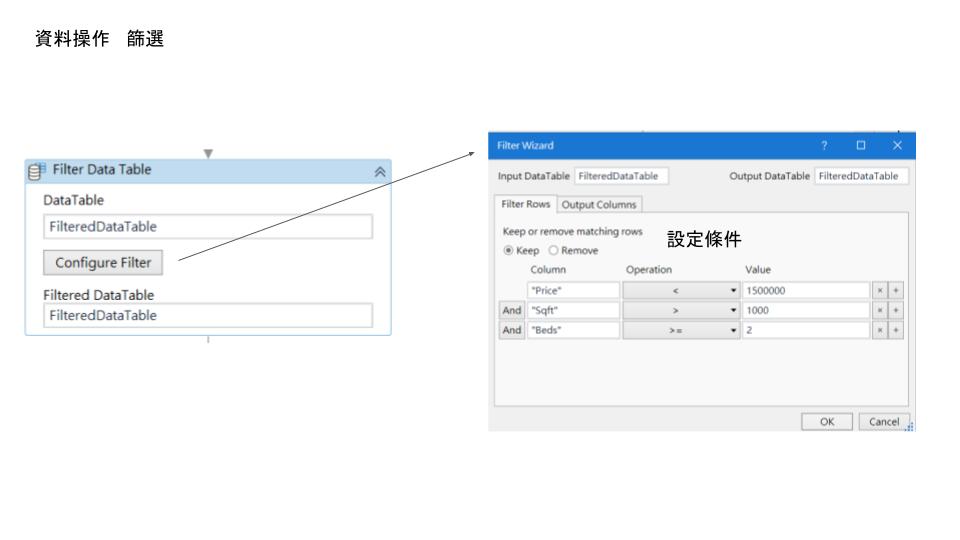 資料操作 篩選
Filter Data Table
DataTable
FilteredDataTable
Configure Filter
Filtered DataTable
FilteredDataTable
Filter Wizard
Input DataTable FilteredDataTable Output DataTable FilteredDataTable
Filter Rows Output Columns
Keep or remove matching rows
設定條件
Keep Remove
Column Operation Value
"Price" < 1500000
And "Sqft" > 1000
And "Beds" >= 2
OK Cancel